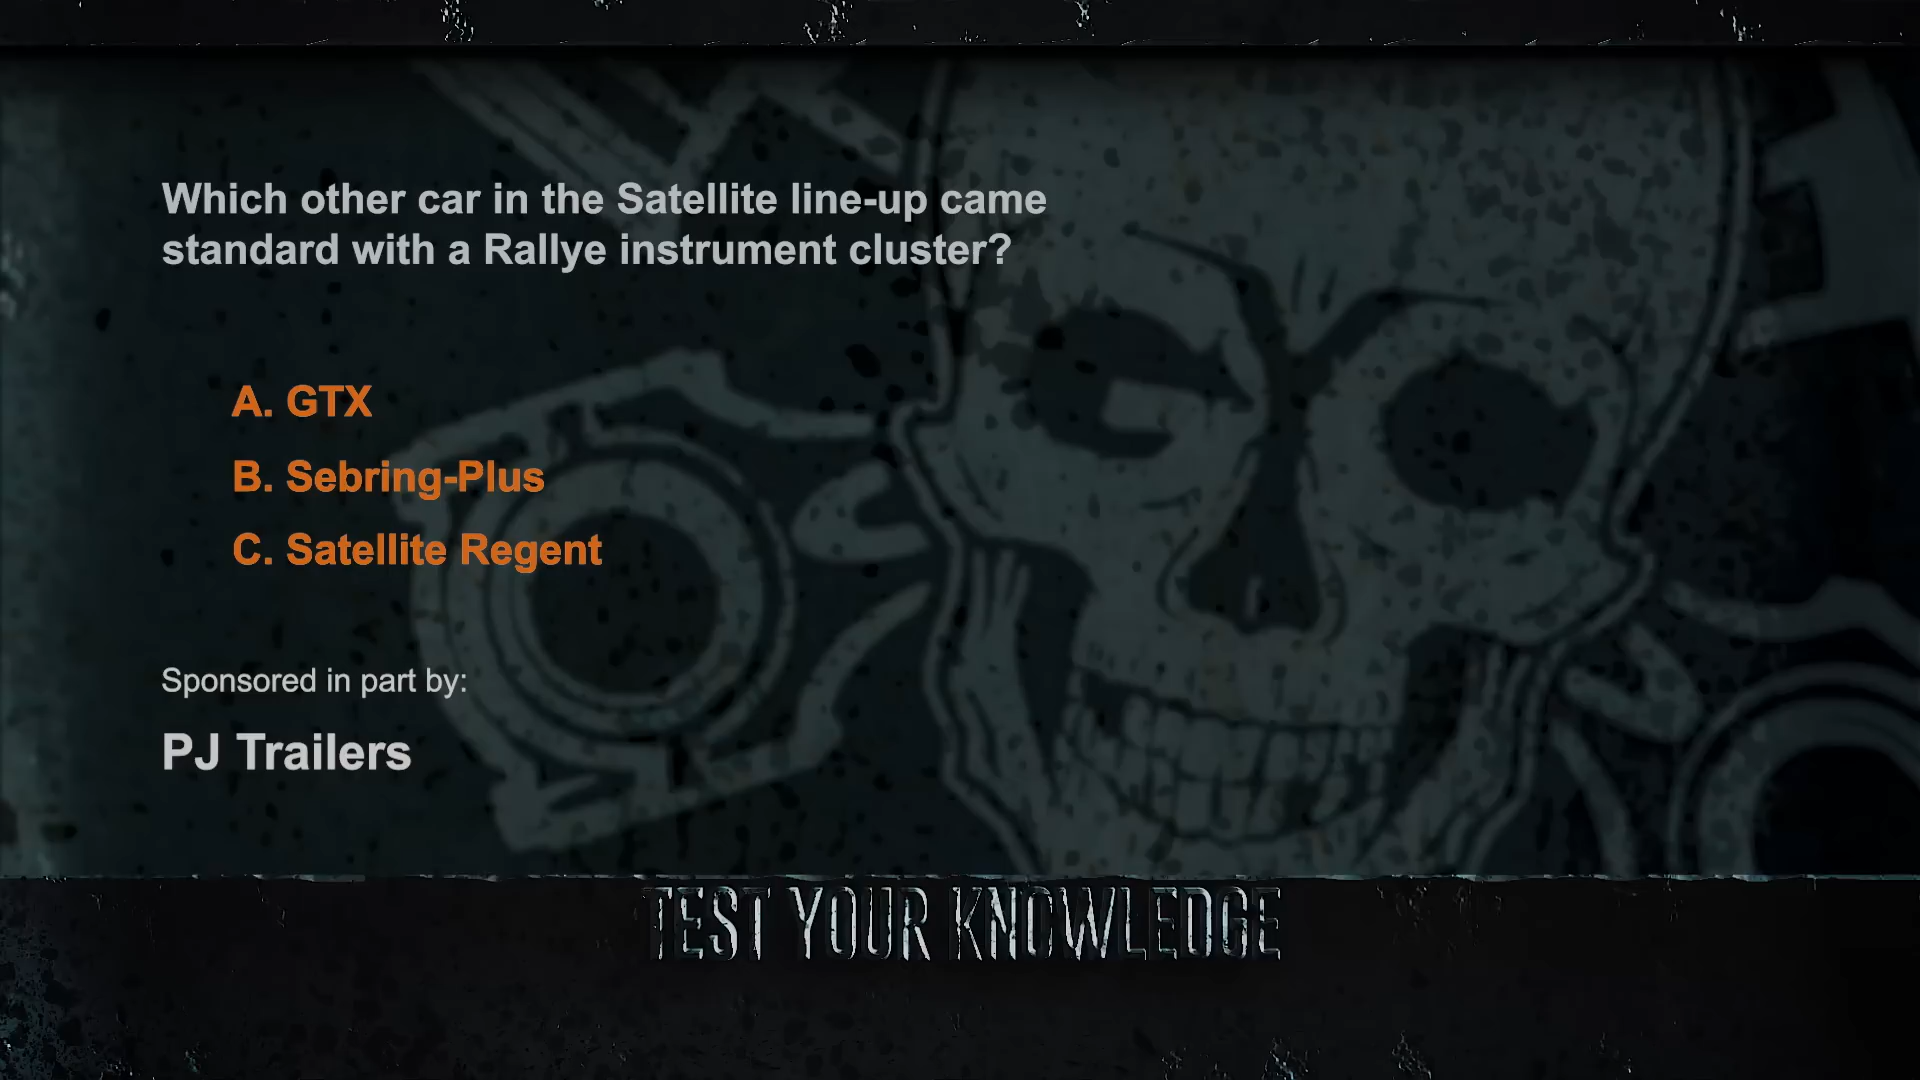 Which other car in the Satellite line-up came
standard with a Rallye instrument cluster?
A. GTX
B. Sebring-Plus
C. Satellite Regent
Sponsored in part by:
PJ Trailers
TEST YOUR KNOWLEDGE